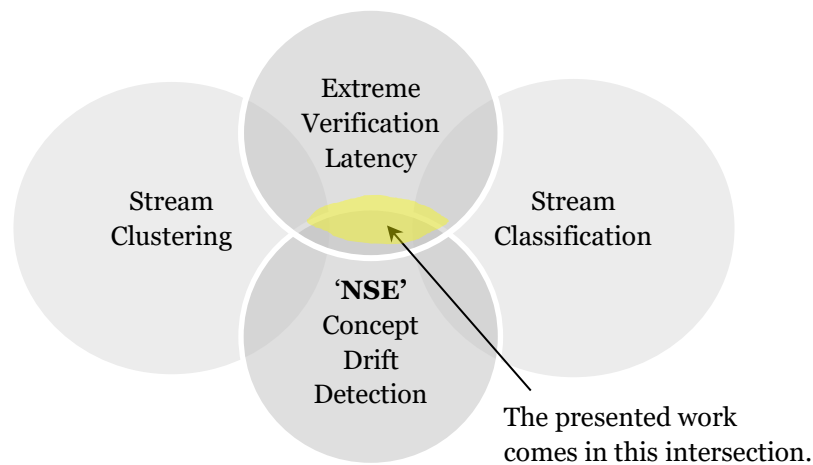 Extreme
Verification
Latency
Stream
Clustering
Stream
Classification
‘NSE’
Concept
Drift
Detection
The presented work
comes in this intersection.